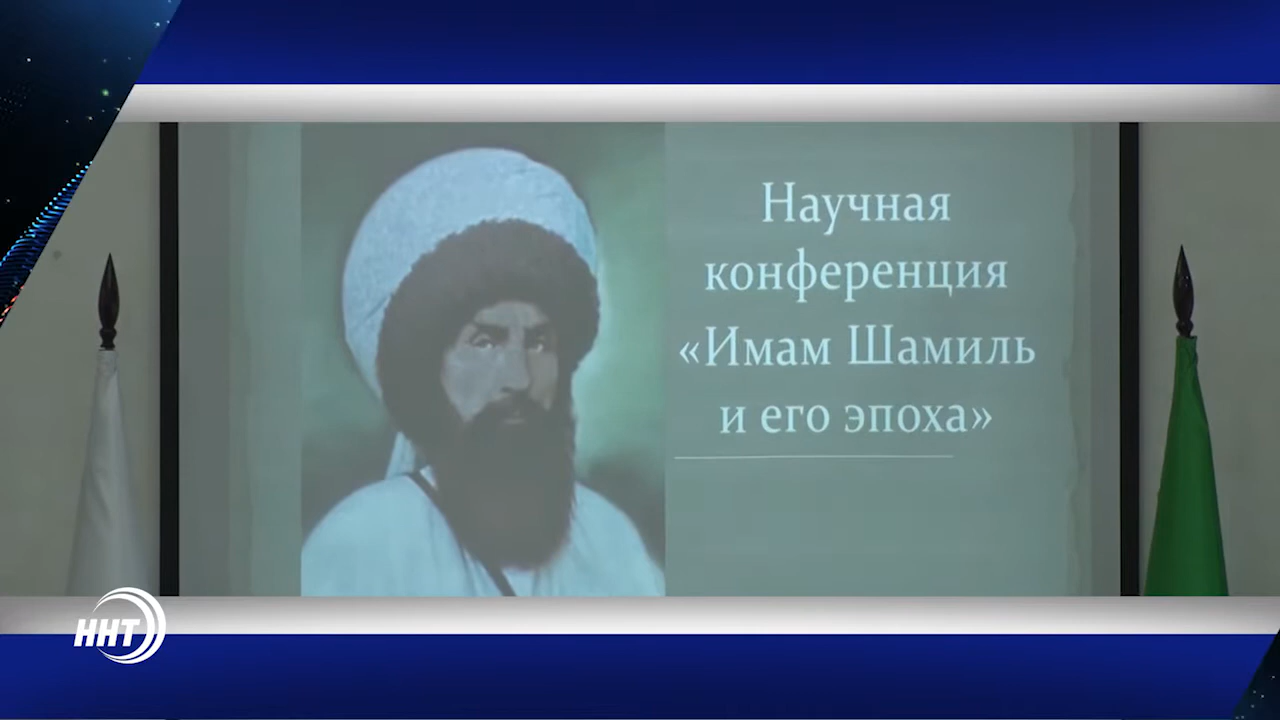 Научная
конференция
«Имам Шамиль
и его эпоха»
ННТ